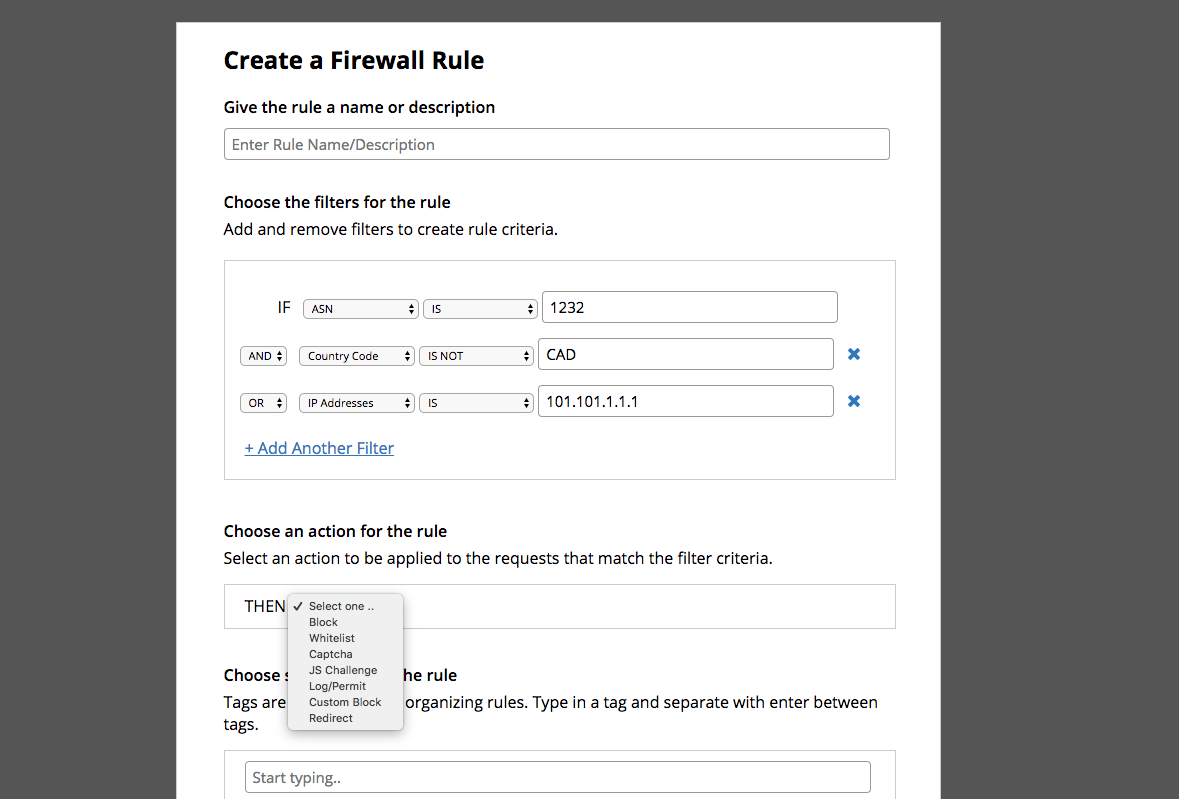 Create a Firewall Rule
Give the rule a name or description
Enter Rule Name/Description
Choose the filters for the rule
Add and remove filters to create rule criteria.
IF ASN IS 1232
AND Country Code IS NOT CAD
OR IP Addresses IS 101.101.1.1.1
+ Add Another Filter
Choose an action for the rule
Select an action to be applied to the requests that match the filter criteria.
THEN ✓ Select one ..
Block
Whitelist
Captcha
JS Challenge
Log/Permit
Custom Block
Redirect
Choose he rule
Tags are organizing rules. Type in a tag and separate with enter between
tags.
Start typing..